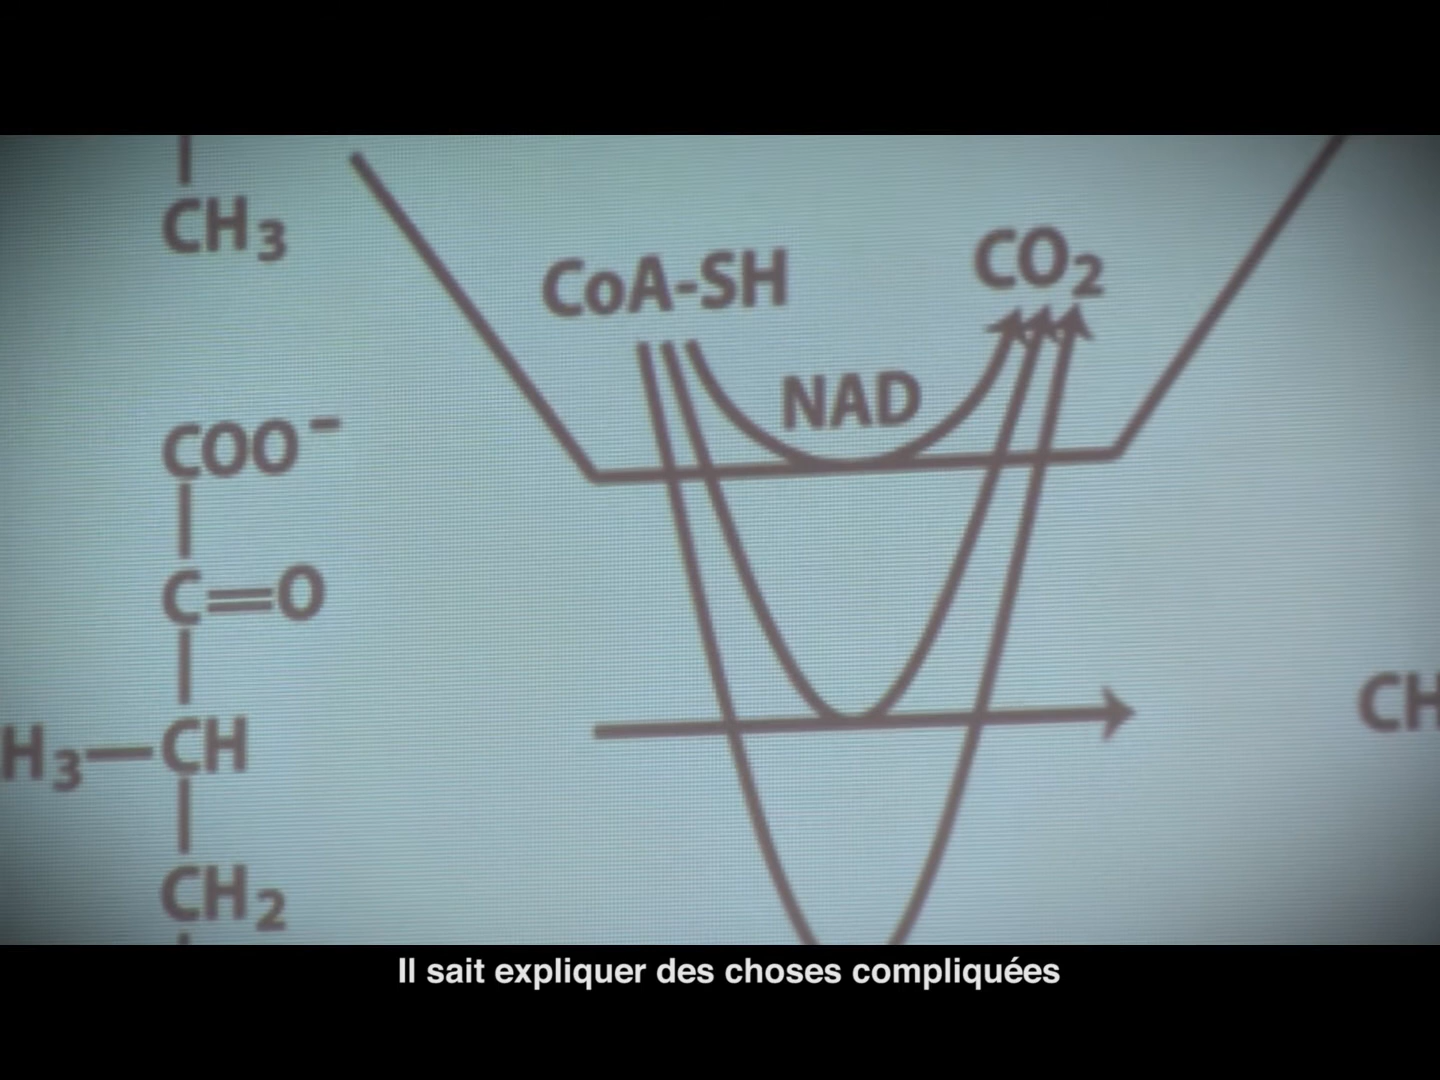 CH3
CoA-SH
CO2
NAD
COO−
C=O
H3—CH
CH
CH2
Il sait expliquer des choses compliquées